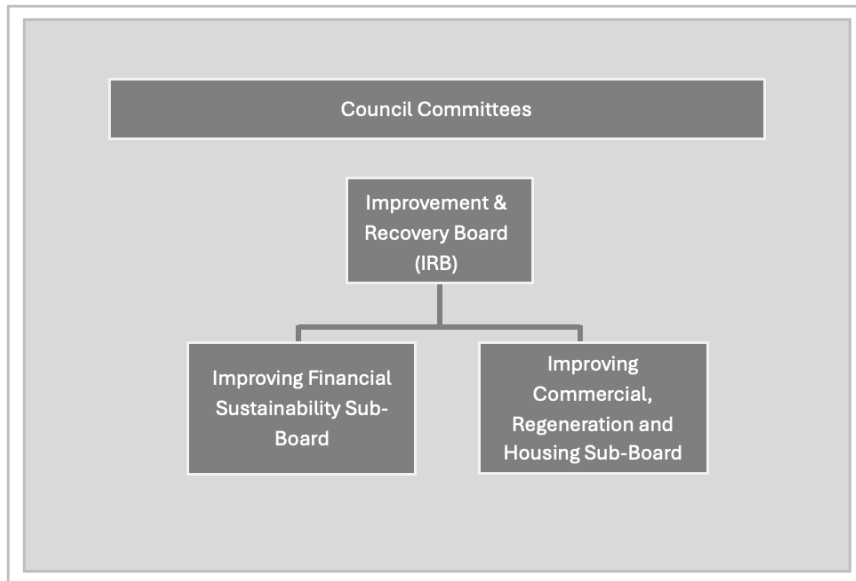 Council Committees
Improvement &
Recovery Board
(IRB)
Improving Financial
Sustainability Sub-
Board
Improving
Commercial,
Regeneration and
Housing Sub-Board